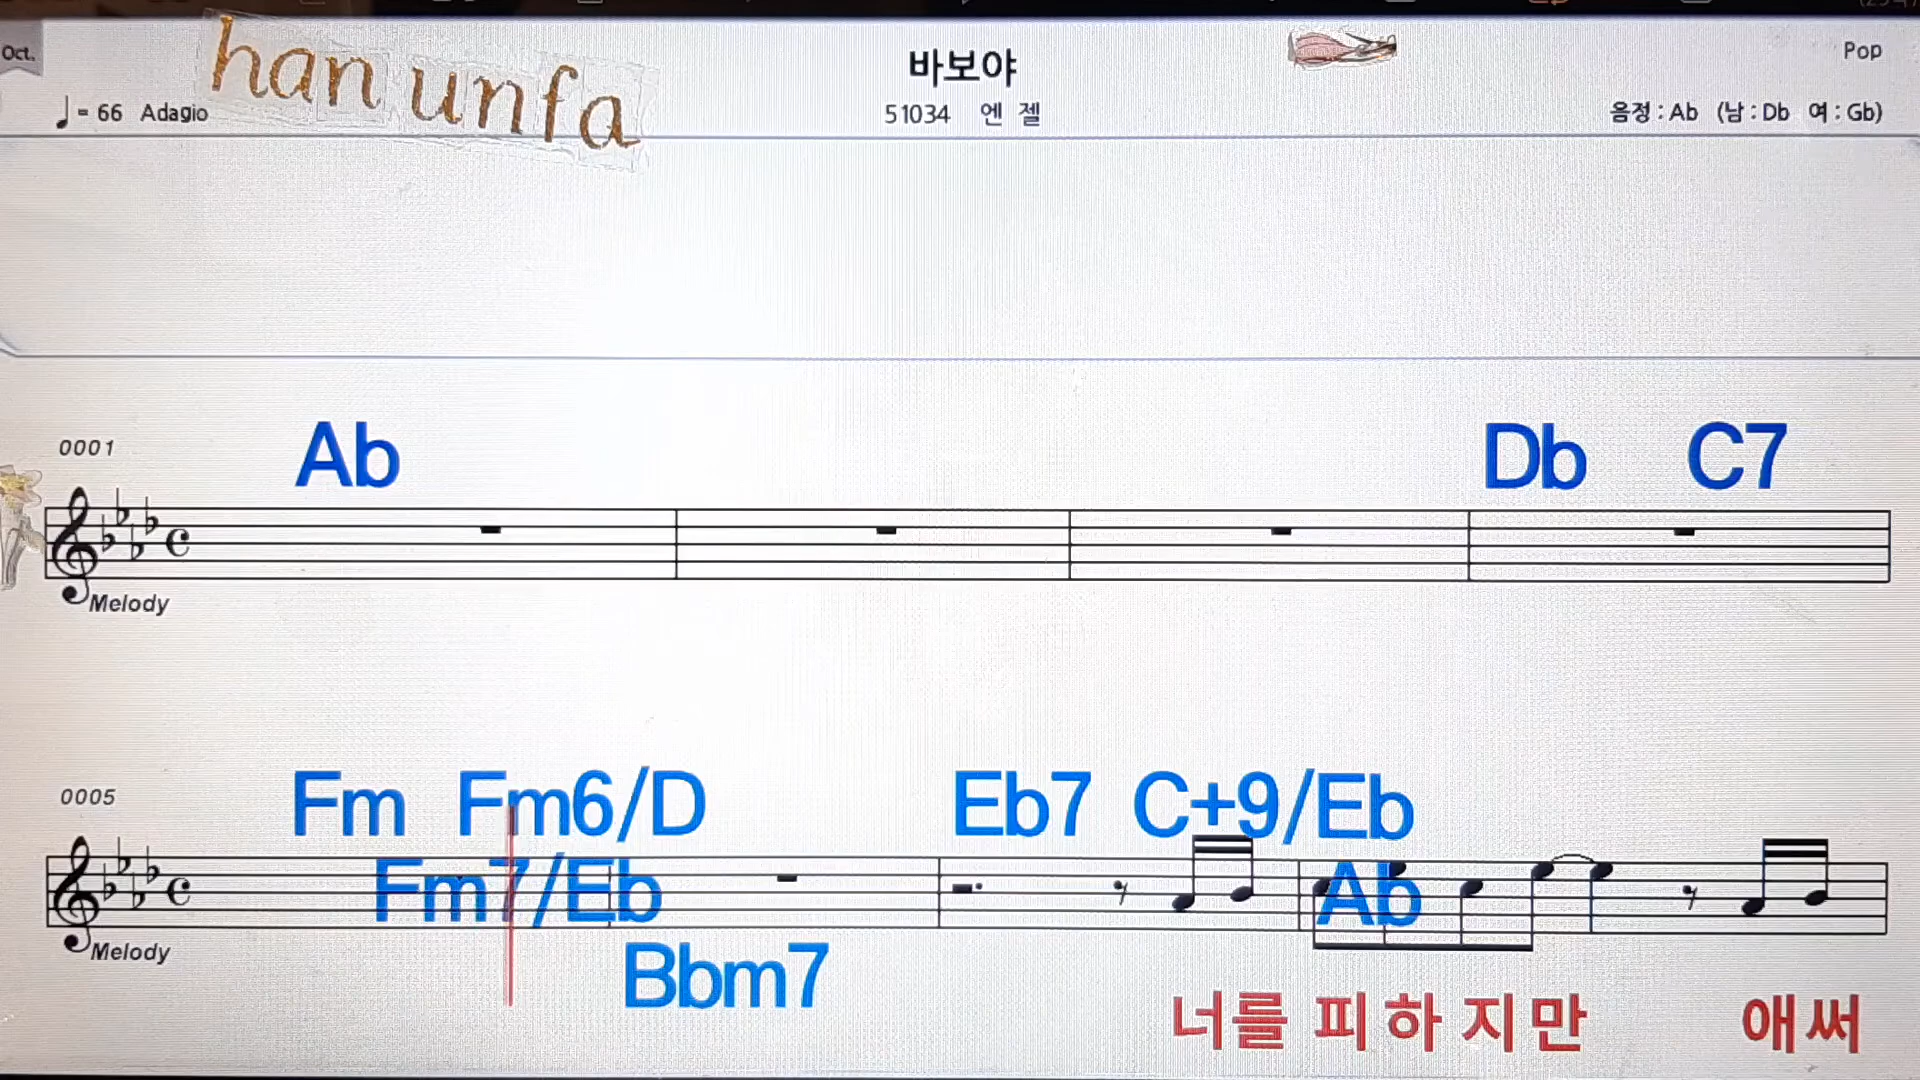 Oct.
han unfa
바보야
Pop
♩= 66 Adagio
51034 엔 젤
음정 : Ab (남 : Db 여 : Gb)
0001
Ab
Db C7
Melody
0005
Fm Fm6/D Eb7 C+9/Eb
Fm7/Eb Ab
Melody
Bbm7
너를 피하지만 애써